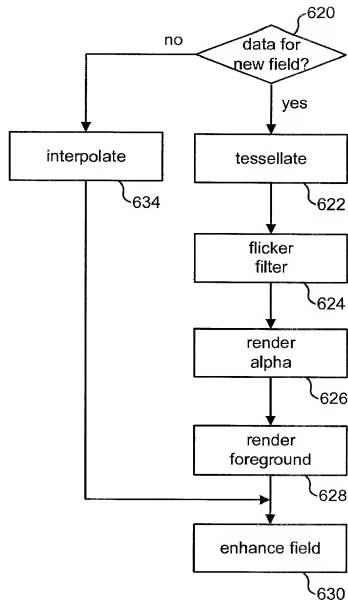 620
data for
new field?
no
yes
interpolate
634
tessellate
622
flicker
filter
624
render
alpha
626
render
foreground
628
enhance field
630